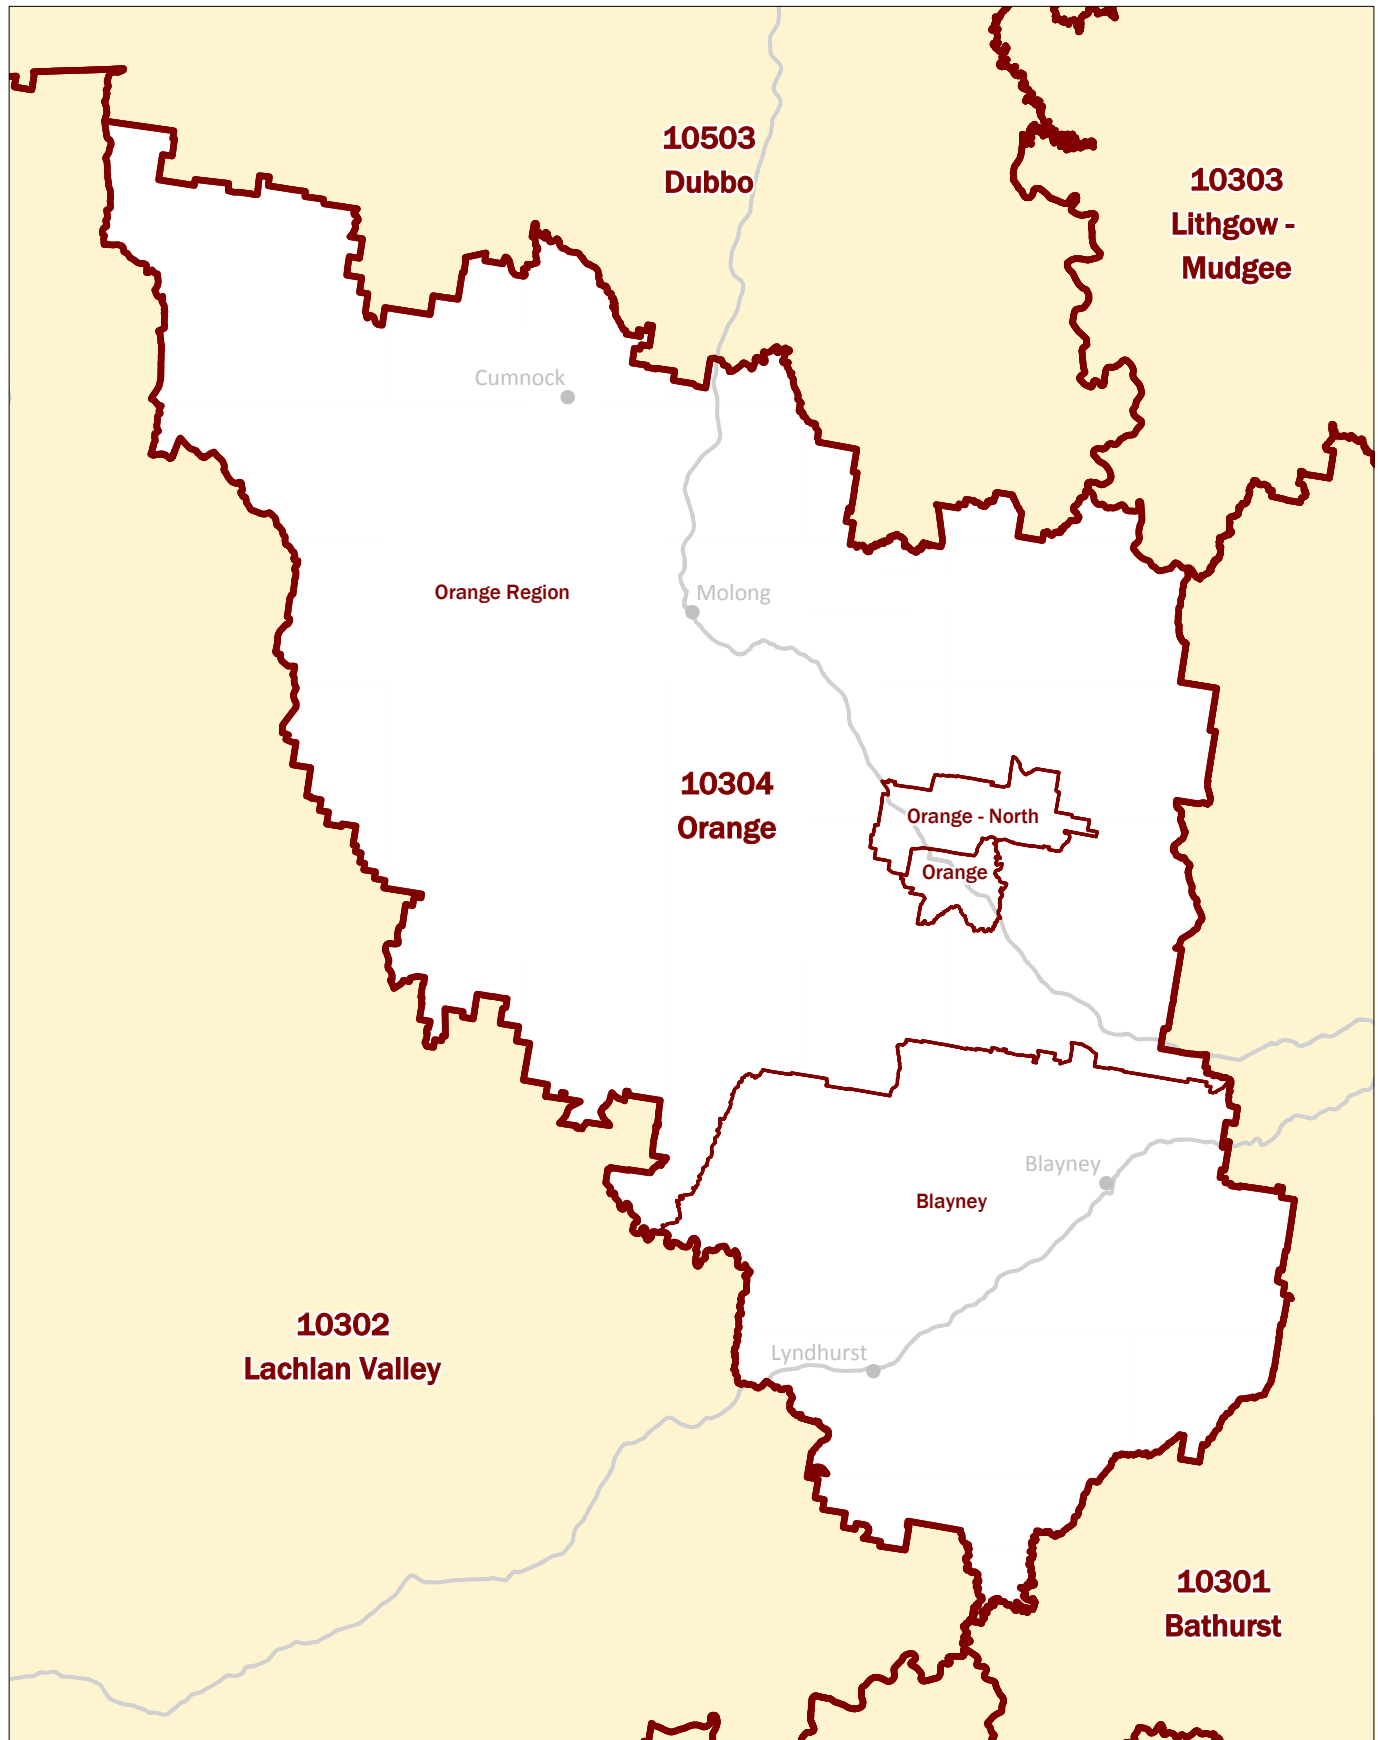 10503
Dubbo
10303
Lithgow -
Mudgee
Cumnock
Orange Region
Molong
10304
Orange
Orange - North
Orange
Blayney
Blayney
10302
Lachlan Valley
Lyndhurst
10301
Bathurst